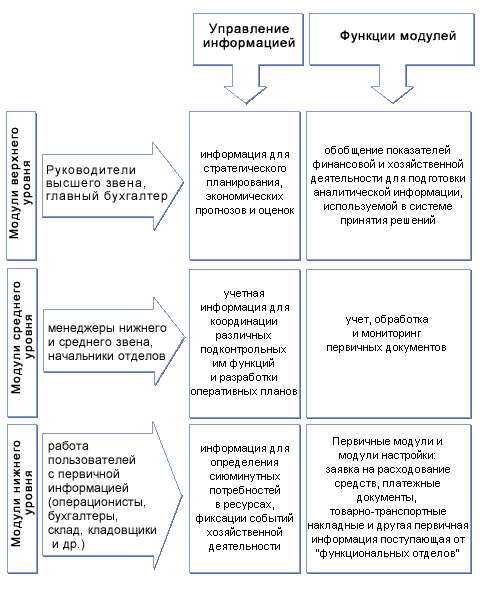 Управление
информацией
Функции модулей
Модули верхнего
уровня
Руководители
высшего звена,
главный бухгалтер
информация для
стратегического
планирования,
экономических
прогнозов и оценок
обобщение показателей
финансовой и хозяйственной
деятельности для подготовки
аналитической информации,
используемой в системе
принятия решений
Модули среднего
уровня
менеджеры нижнего
и среднего звена,
начальники отделов
учетная
информация для
координации
различных
подконтрольных
им функций
и разработки
оперативных планов
учет, обработка
и мониторинг
первичных документов
Модули нижнего
уровня
работа
пользователей
с первичной
информацией
(операционисты,
бухгалтеры,
склад, кладовщики
и др.)
информация для
определения
сиюминутных
потребностей
в ресурсах,
фиксации событий
хозяйственной
деятельности
Первичные модули и
модули настройки:
заявка на расходование
средств, платежные
документы,
товарно-транспортные
накладные и другая первичная
информация поступающая от
"функциональных отделов"